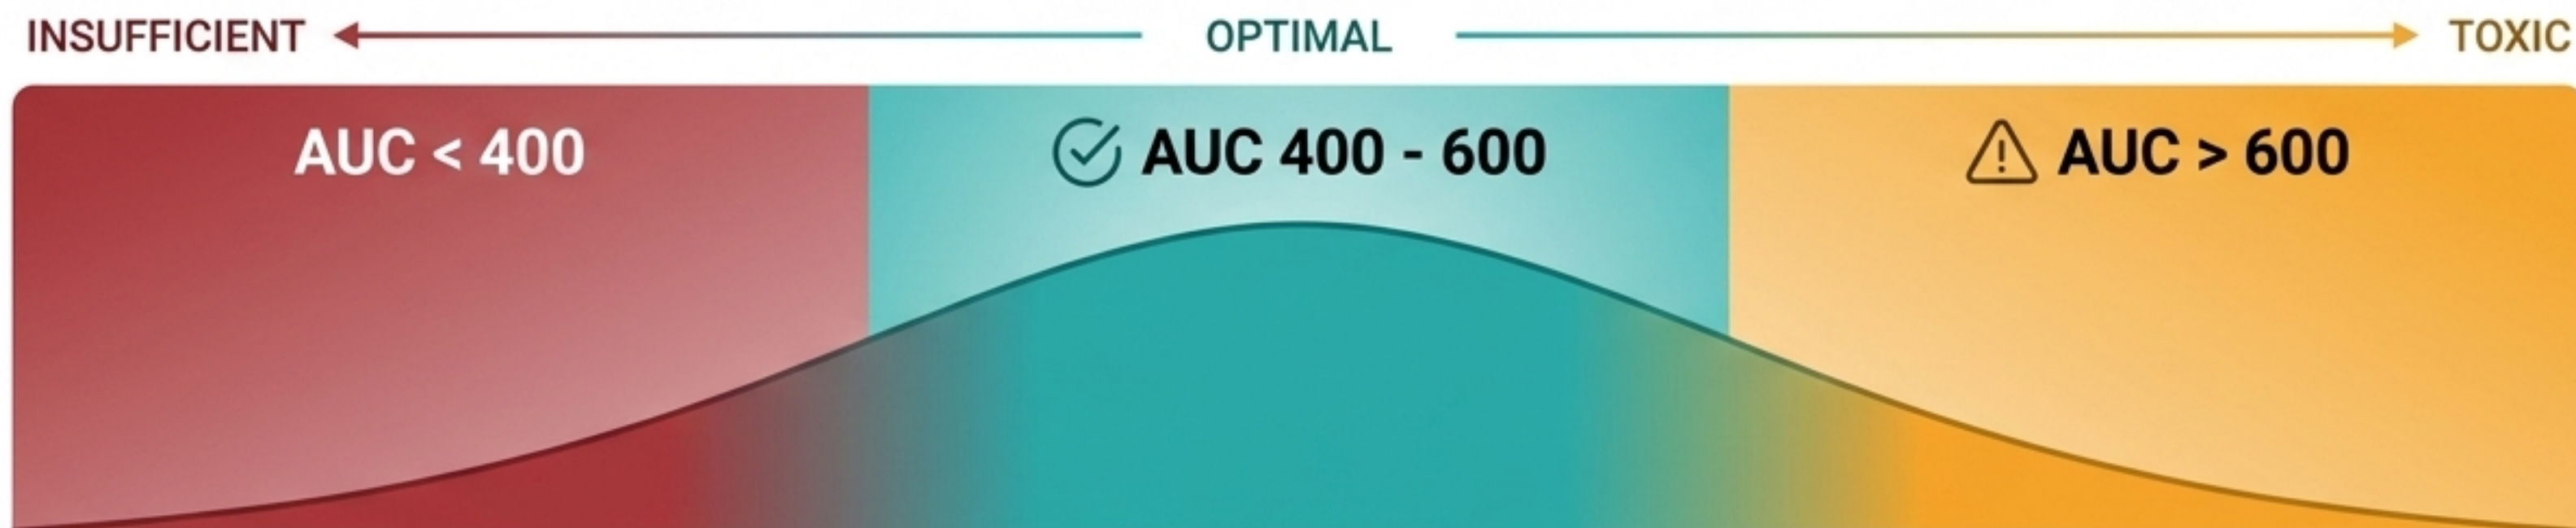 INSUFFICIENT OPTIMAL TOXIC
AUC < 400 AUC 400 - 600 AUC > 600